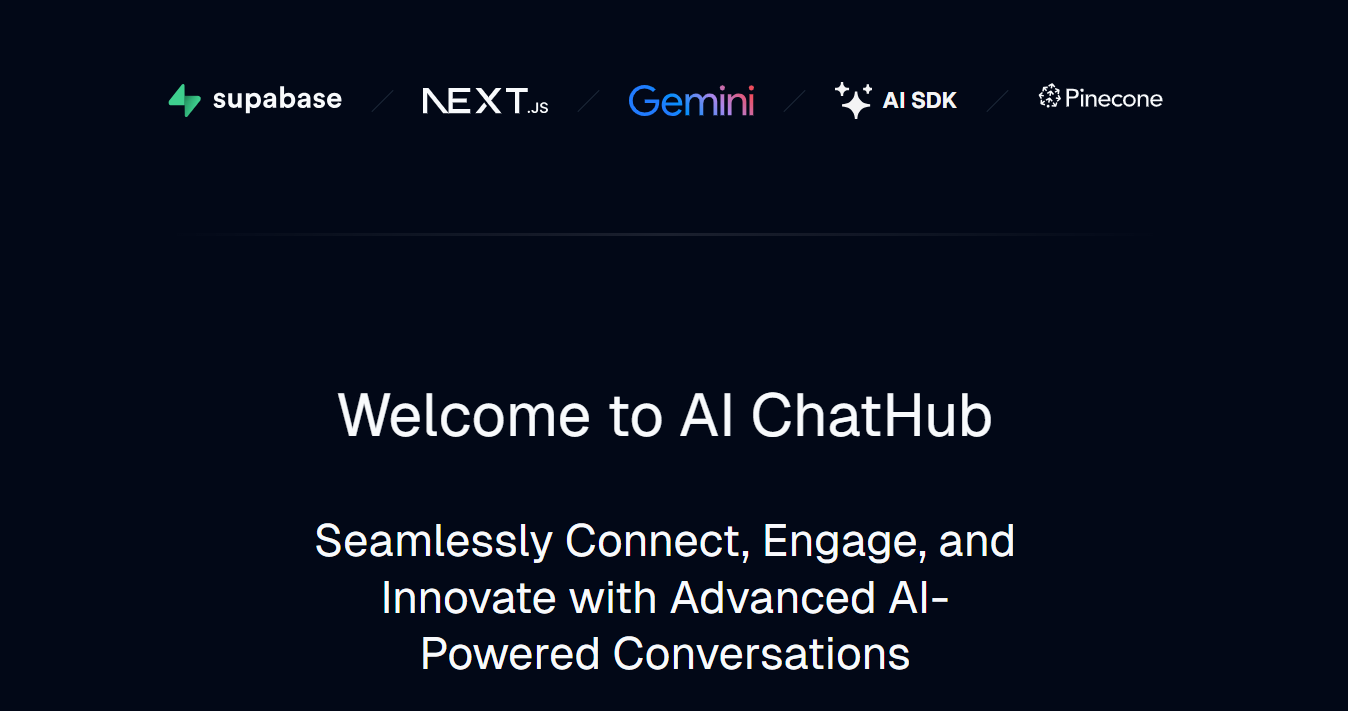 supabase NEXT.JS Gemini AI SDK Pinecone
Welcome to AI ChatHub
Seamlessly Connect, Engage, and
Innovate with Advanced AI-
Powered Conversations